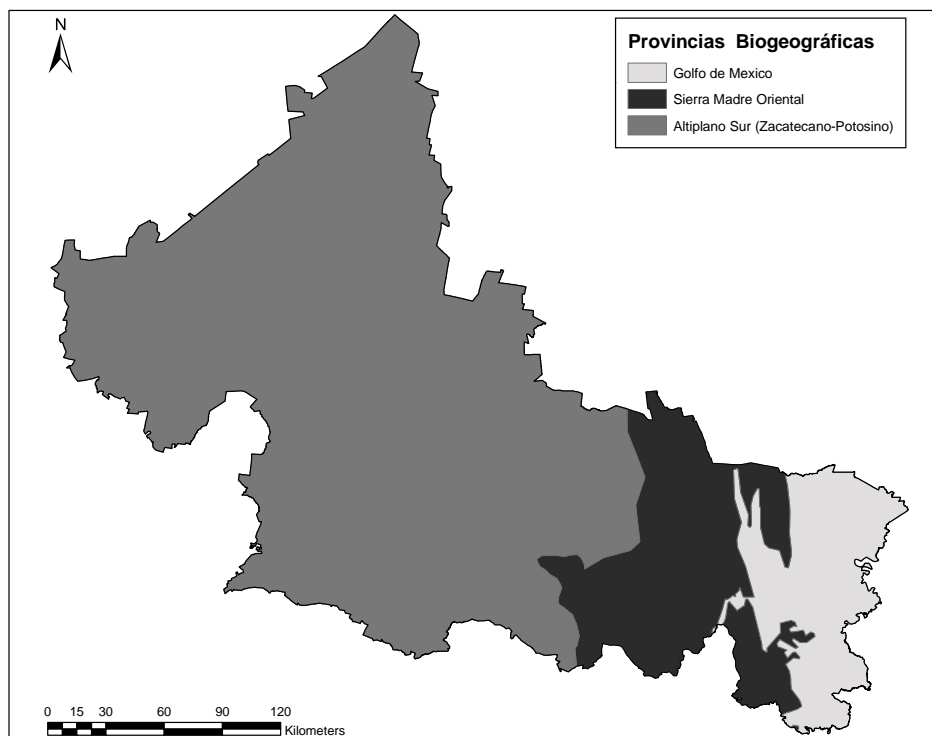 N
Provincias Biogeográficas
Golfo de Mexico
Sierra Madre Oriental
Altiplano Sur (Zacatecano-Potosino)
0 15 30 60 90 120
Kilometers